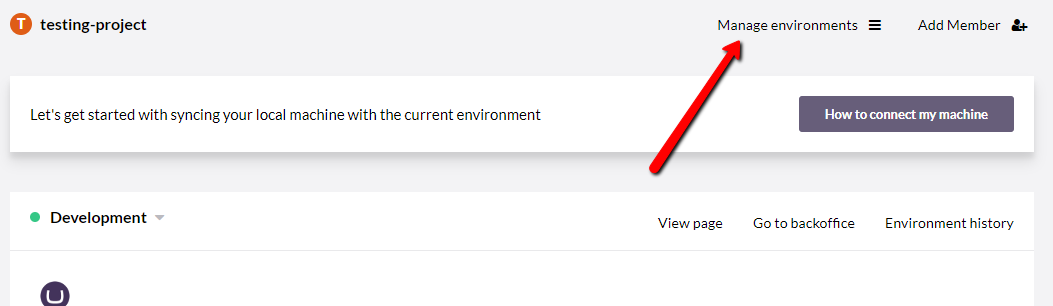 T testing-project Manage environments Add Member
Let's get started with syncing your local machine with the current environment How to connect my machine
Development View page Go to backoffice Environment history